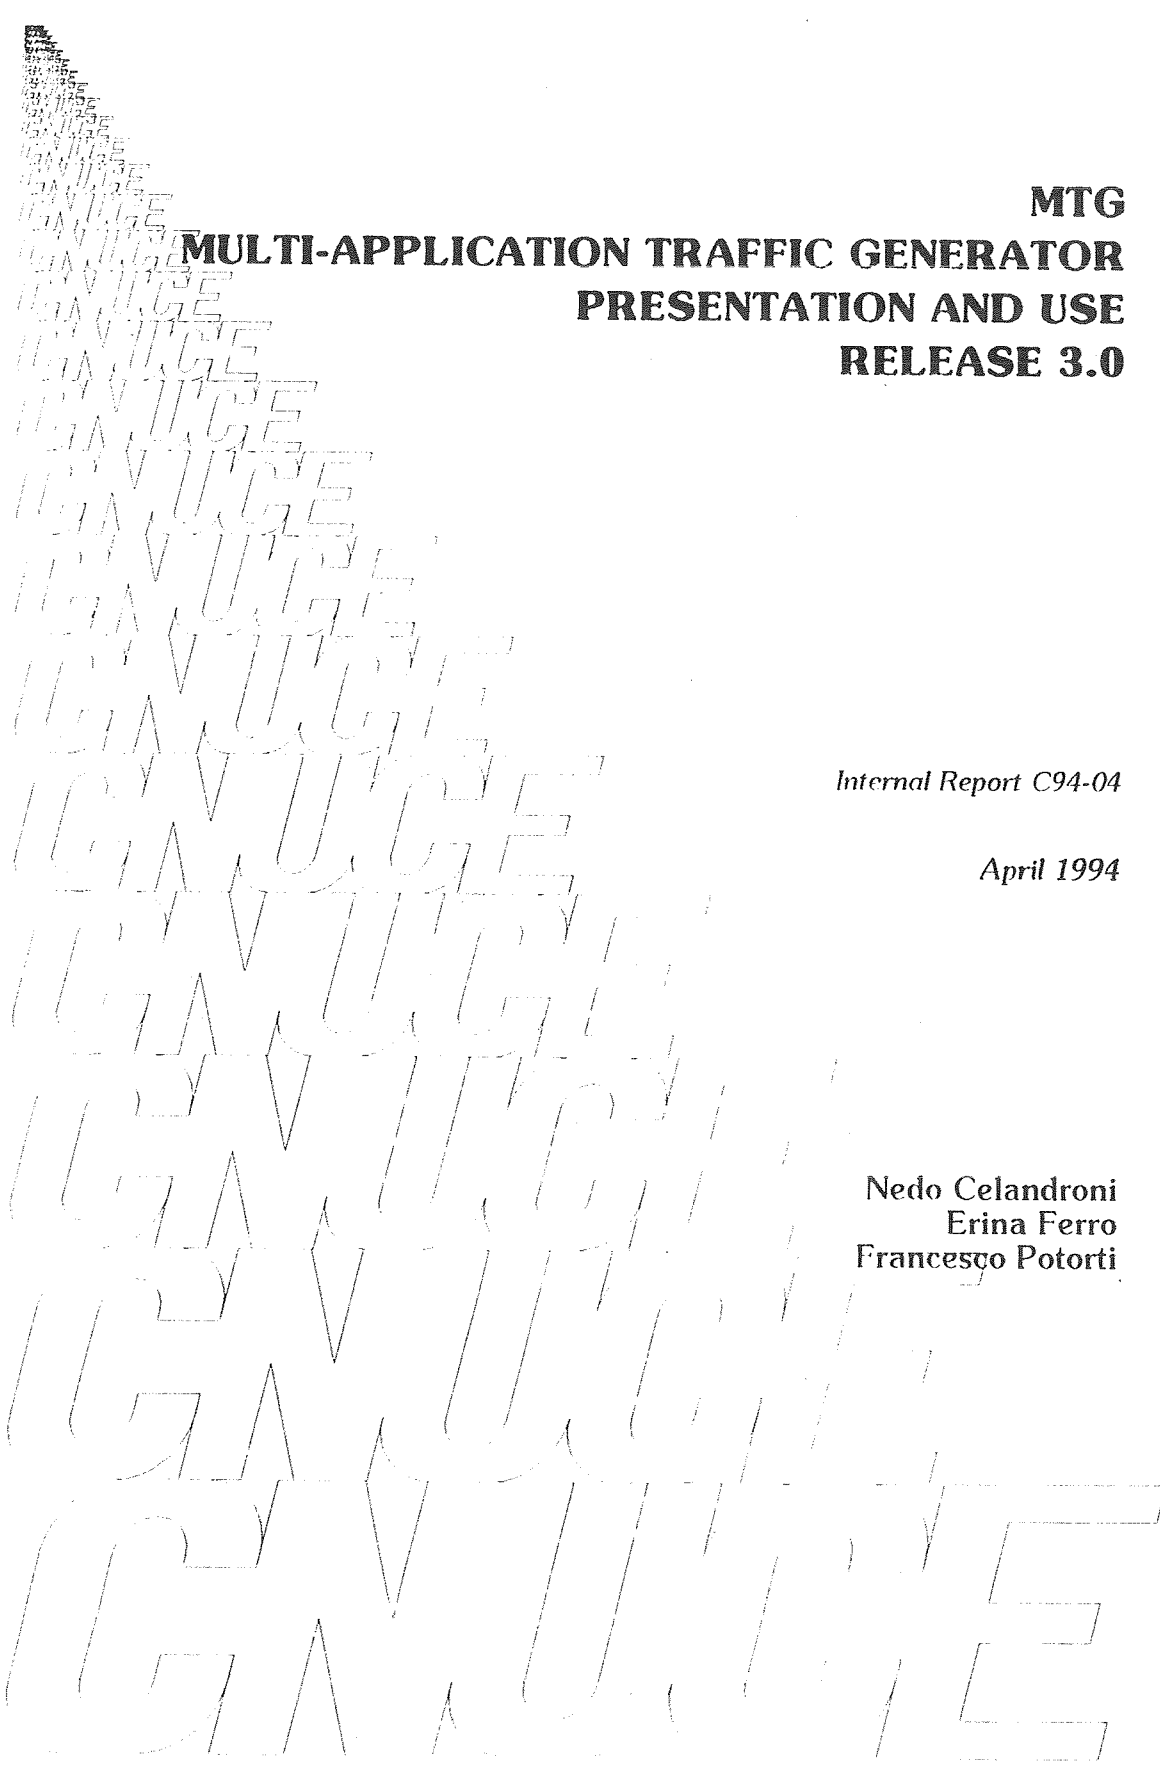 MTG
MULTI-APPLICATION TRAFFIC GENERATOR
PRESENTATION AND USE
RELEASE 3.0
Internal Report C94-04
April 1994
Nedo Celandroni
Erina Ferro
Francesco Potorti
CNUCE